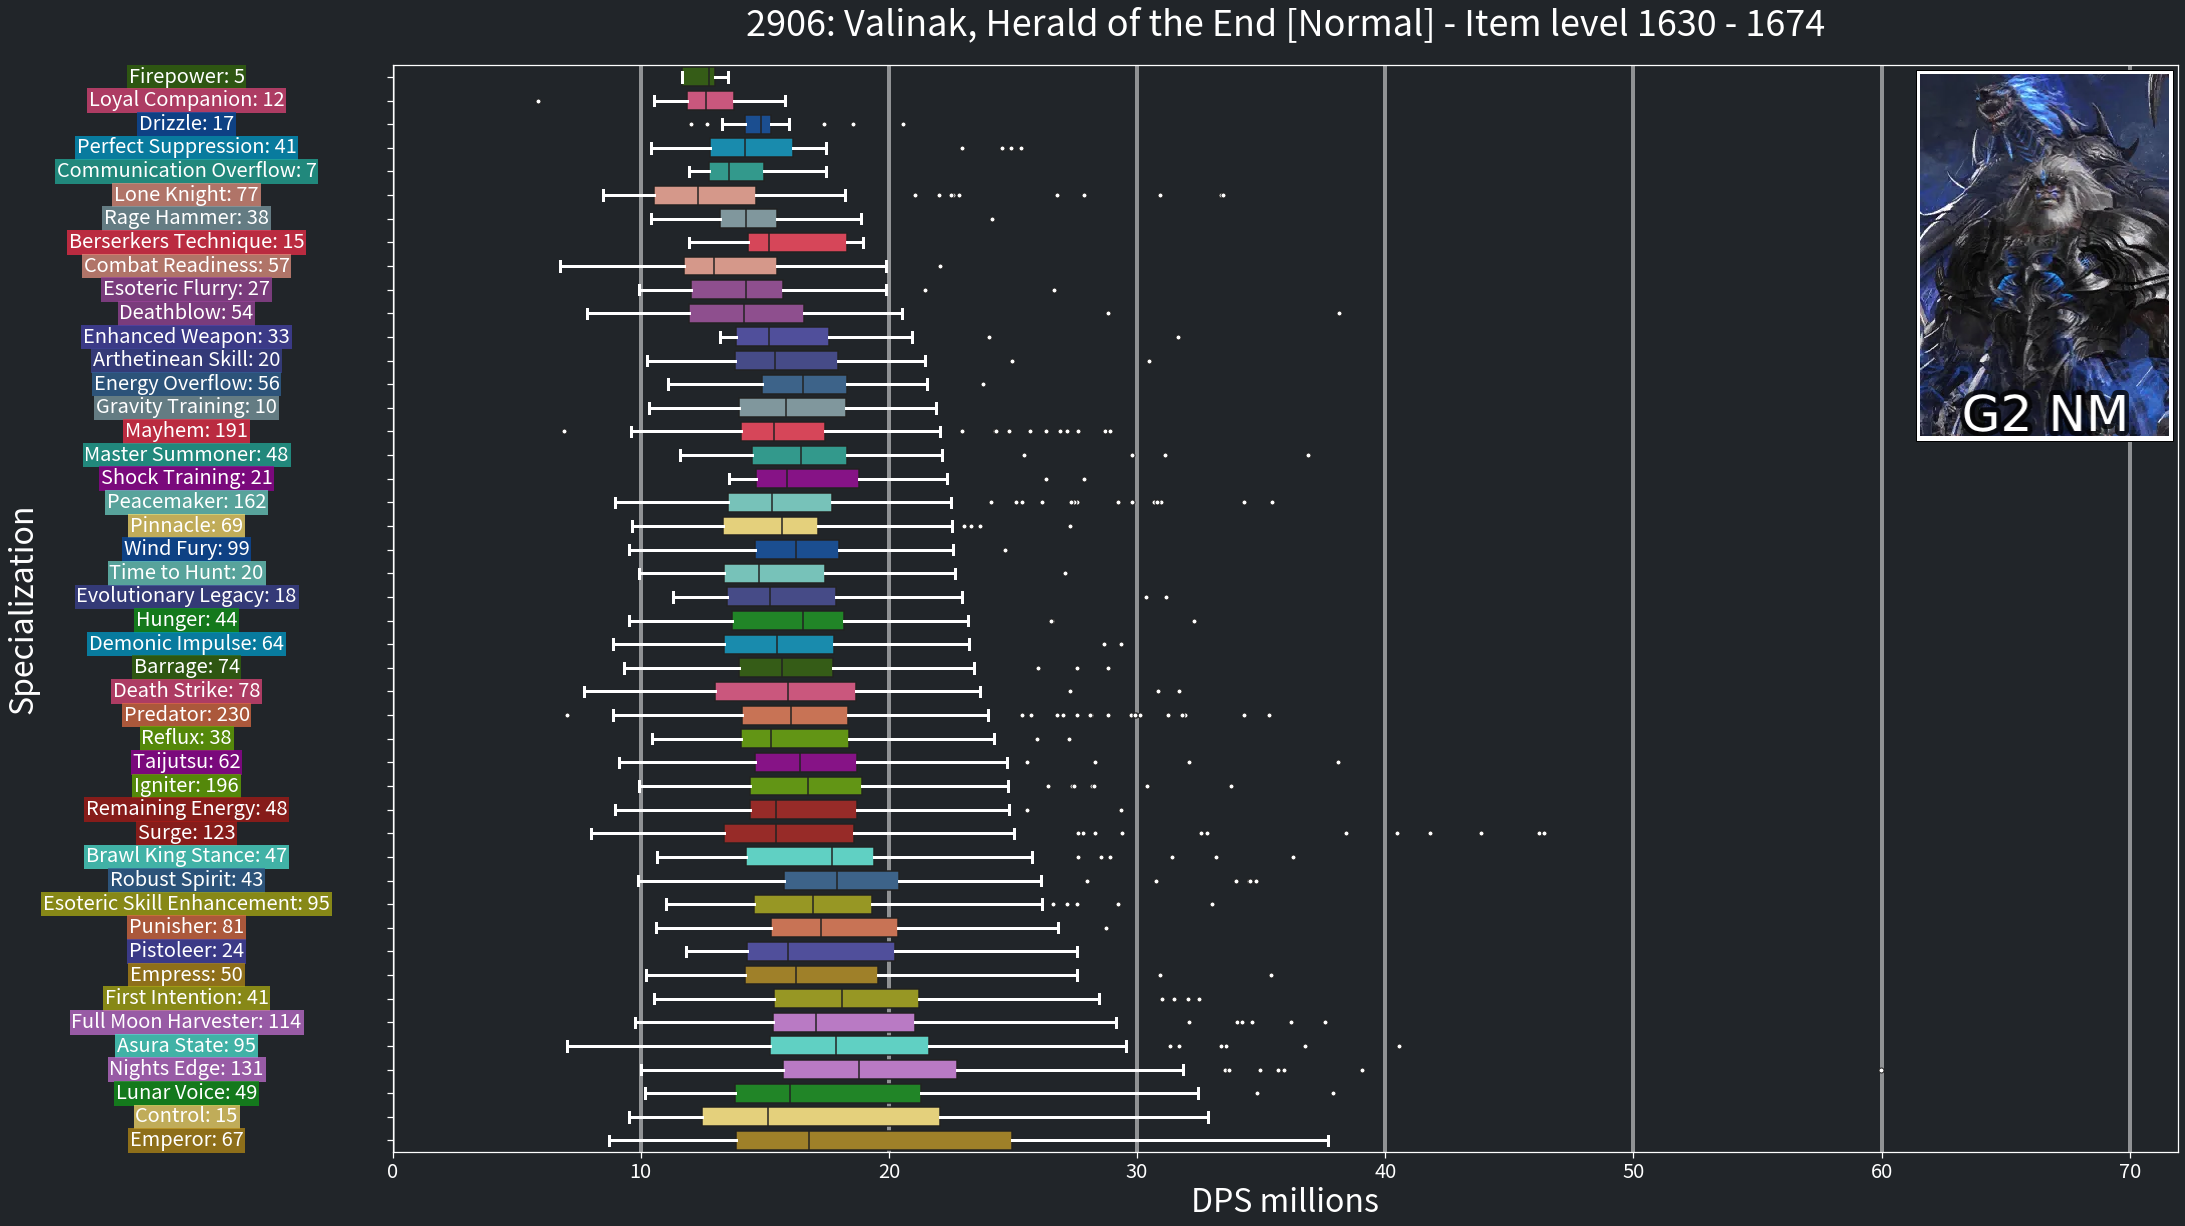 2906: Valinak, Herald of the End [Normal] - Item level 1630 - 1674
Firepower: 5
Loyal Companion: 12
Drizzle: 17
Perfect Suppression: 41
Communication Overflow: 7
Lone Knight: 77
Rage Hammer: 38
Berserkers Technique: 15
Combat Readiness: 57
Esoteric Flurry: 27
Deathblow: 54
Enhanced Weapon: 33
Arthetinean Skill: 20
Energy Overflow: 56
Gravity Training: 10
Mayhem: 191
Master Summoner: 48
Shock Training: 21
Peacemaker: 162
Pinnacle: 69
Wind Fury: 99
Time to Hunt: 20
Evolutionary Legacy: 18
Hunger: 44
Demonic Impulse: 64
Barrage: 74
Death Strike: 78
Predator: 230
Reflux: 38
Taijutsu: 62
Igniter: 196
Remaining Energy: 48
Surge: 123
Brawl King Stance: 47
Robust Spirit: 43
Esoteric Skill Enhancement: 95
Punisher: 81
Pistoleer: 24
Empress: 50
First Intention: 41
Full Moon Harvester: 114
Asura State: 95
Nights Edge: 131
Lunar Voice: 49
Control: 15
Emperor: 67
Specialization
G2 NM
0 10 20 30 40 50 60 70
DPS millions